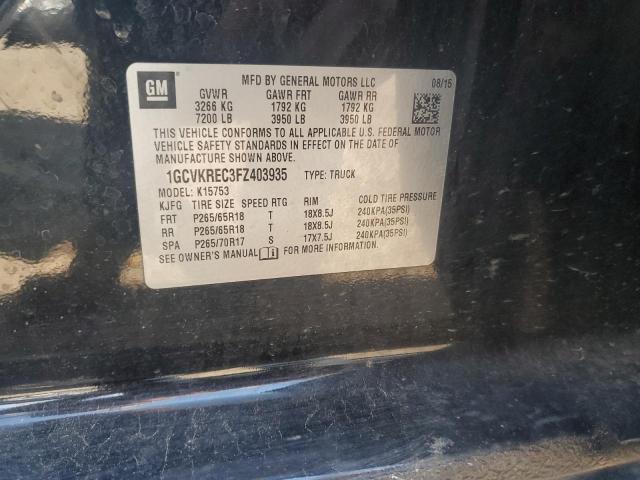 GM
MFD BY GENERAL MOTORS LLC 08/15
GVWR GAWR FRT GAWR RR
3266 KG 1792 KG 1792 KG
7200 LB 3950 LB 3950 LB
THIS VEHICLE CONFORMS TO ALL APPLICABLE U.S. FEDERAL MOTOR
VEHICLE SAFETY STANDARDS IN EFFECT ON THE DATE OF
MANUFACTURE SHOWN ABOVE.
1GCVKREC3FZ403935 TYPE: TRUCK
MODEL: K15753
KJFG TIRE SIZE SPEED RTG RIM COLD TIRE PRESSURE
FRT P265/65R18 T 18X8.5J 240KPA(35PSI)
RR P265/65R18 T 18X8.5J 240KPA(35PSI)
SPA P265/70R17 S 17X7.5J 240KPA(35PSI)
SEE OWNER'S MANUAL FOR MORE INFORMATION.